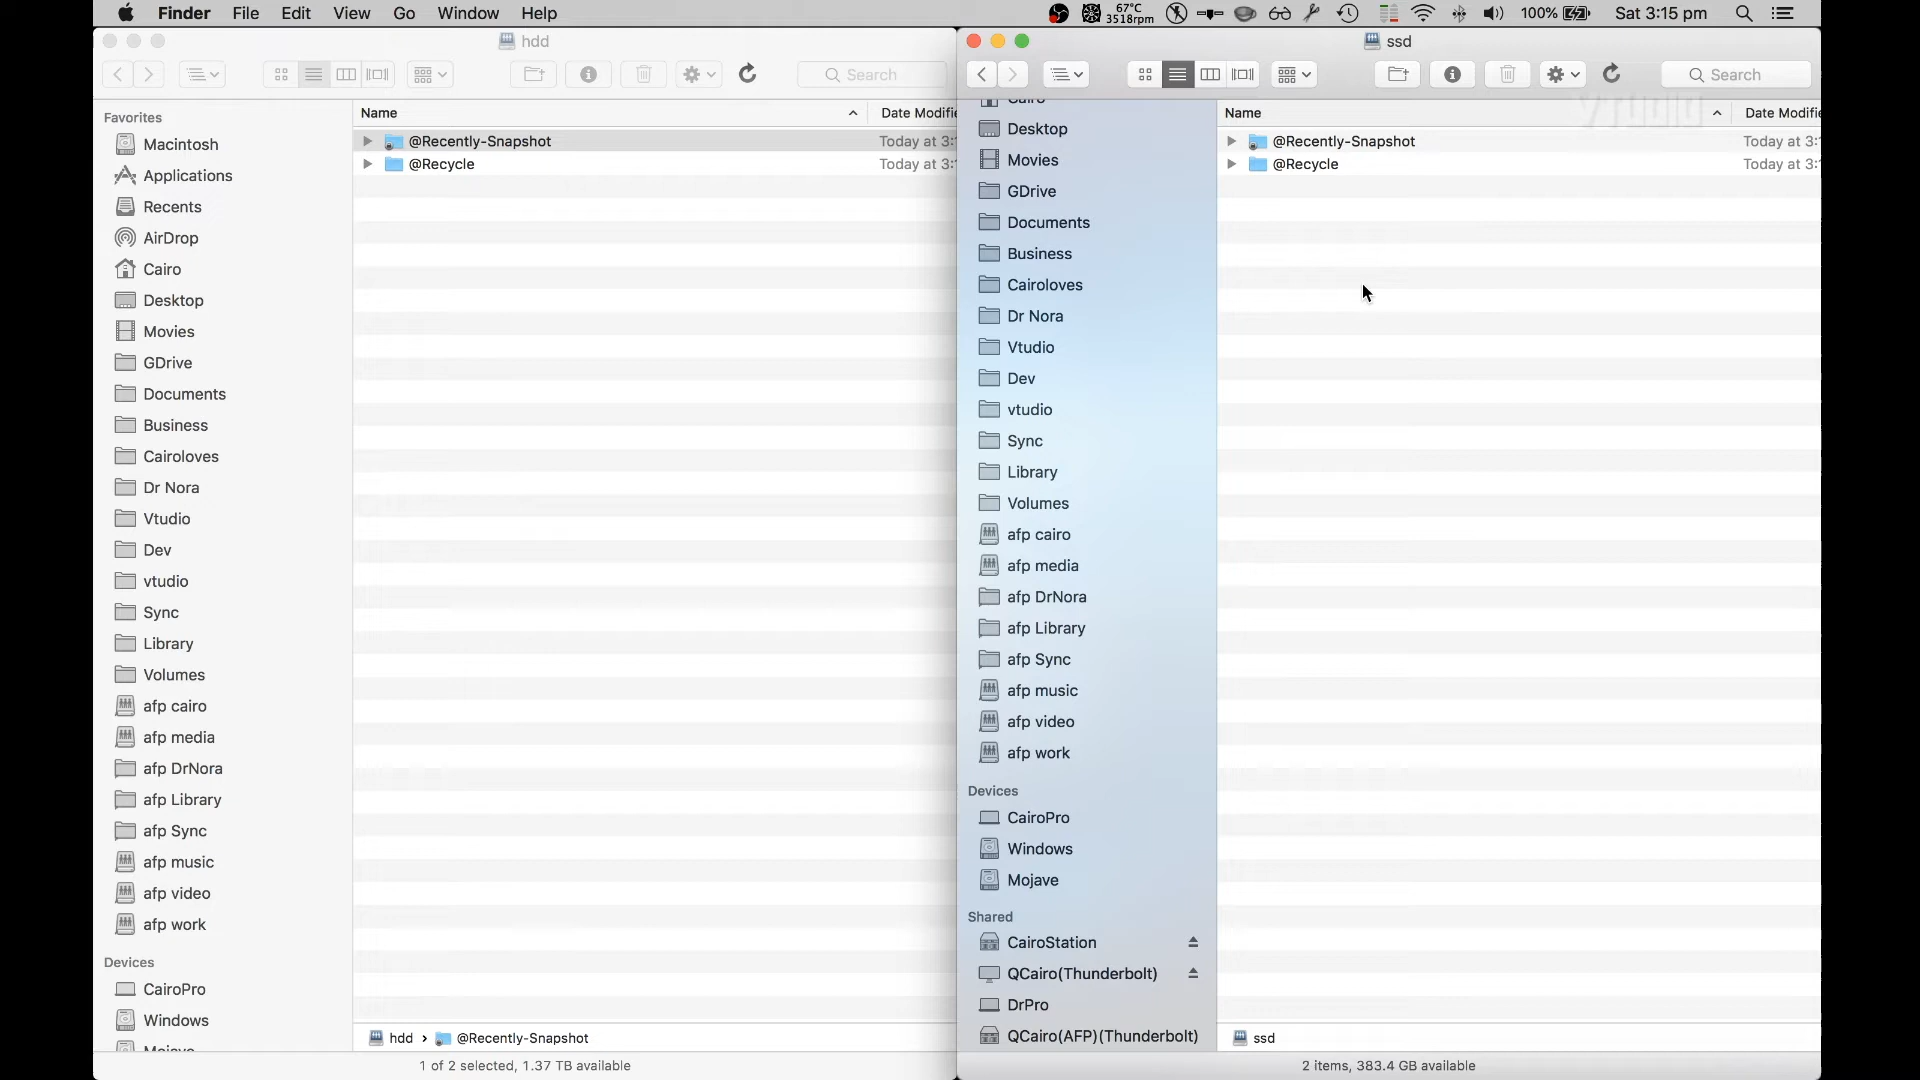 Finder File Edit View Go Window Help 67°C 3518rpm 100% Sat 3:15 pm
hdd
Search
Favorites
Macintosh
Applications
Recents
AirDrop
Cairo
Desktop
Movies
GDrive
Documents
Business
Cairoloves
Dr Nora
Vtudio
Dev
vtudio
Sync
Library
Volumes
afp cairo
afp media
afp DrNora
afp Library
afp Sync
afp music
afp video
afp work
Devices
CairoPro
Windows
Mojave
Name Date Modifie
@Recently-Snapshot Today at 3:1
@Recycle Today at 3:1
hdd › @Recently-Snapshot
1 of 2 selected, 1.37 TB available
ssd
Search
VTUDIO
Cairo
Desktop
Movies
GDrive
Documents
Business
Cairoloves
Dr Nora
Vtudio
Dev
vtudio
Sync
Library
Volumes
afp cairo
afp media
afp DrNora
afp Library
afp Sync
afp music
afp video
afp work
Devices
CairoPro
Windows
Mojave
Shared
CairoStation
QCairo(Thunderbolt)
DrPro
QCairo(AFP)(Thunderbolt)
Name Date Modifie
@Recently-Snapshot Today at 3:
@Recycle Today at 3:
ssd
2 items, 383.4 GB available